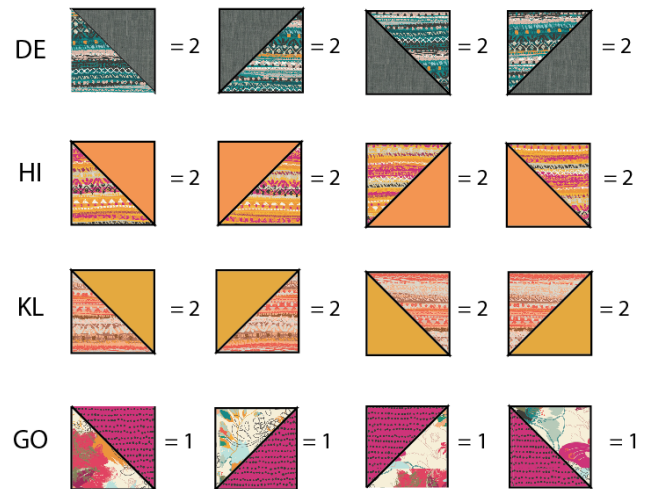 DE = 2 = 2 = 2 = 2
HI = 2 = 2 = 2 = 2
KL = 2 = 2 = 2 = 2
GO = 1 = 1 = 1 = 1